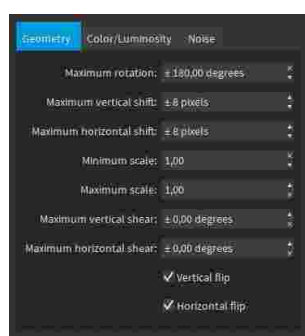 Geometry Color/Luminosity Noise
Maximum rotation: ± 180,00 degrees
Maximum vertical shift: ± 8 pixels
Maximum horizontal shift: ± 8 pixels
Minimum scale: 1,00
Maximum scale: 1,00
Maximum vertical shear: ± 0,00 degrees
Maximum horizontal shear: ± 0,00 degrees
Vertical flip
Horizontal flip